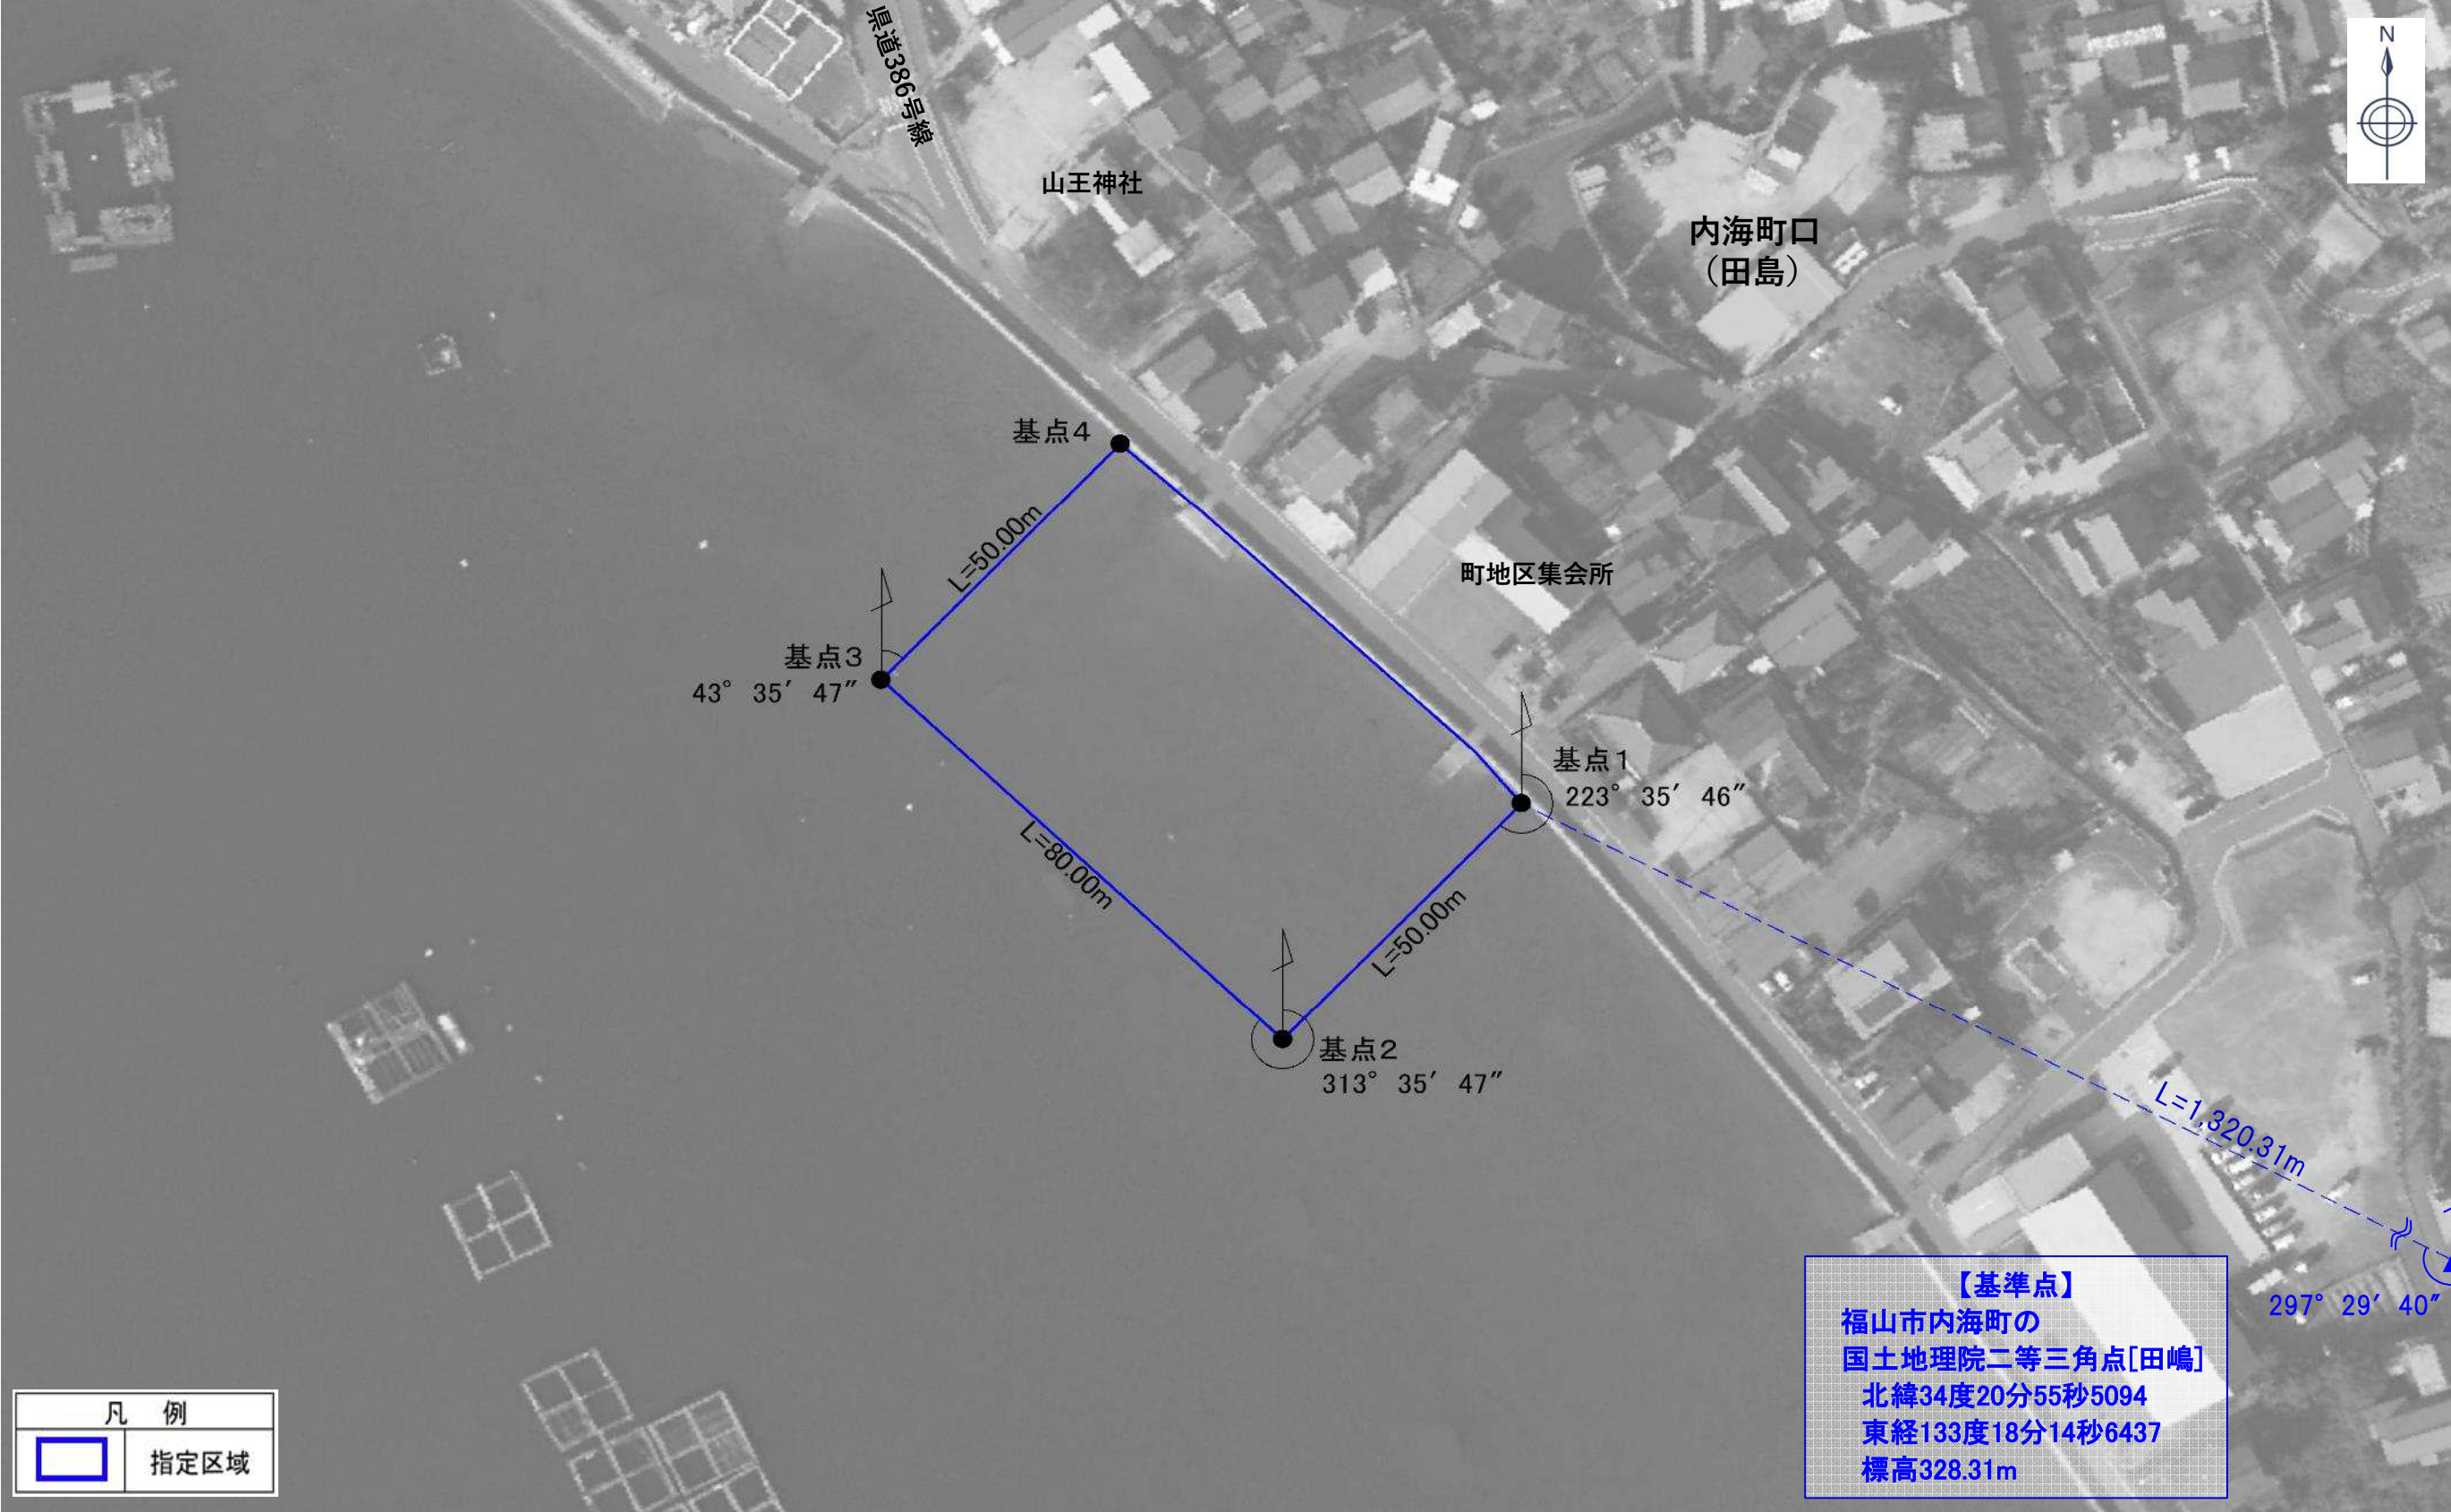 県道386号線
N
山王神社
内海町口
（田島）
基点4
L=50.00m
町地区集会所
基点3
43° 35′ 47″
基点1
223° 35′ 46″
L=80.00m
L=50.00m
基点2
313° 35′ 47″
L=1,320.31m
297° 29′ 40″
【基準点】
福山市内海町の
国土地理院二等三角点[田嶋]
北緯34度20分55秒5094
東経133度18分14秒6437
標高328.31m
凡 例
指定区域